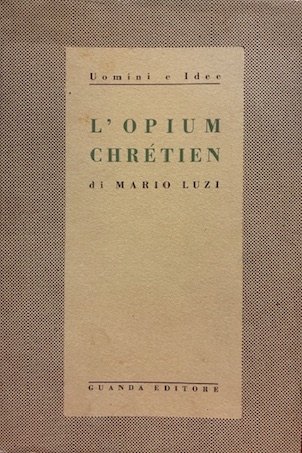 Uomini e Idee
L'OPIUM
CHRÉTIEN
di MARIO LUZI
GUANDA EDITORE